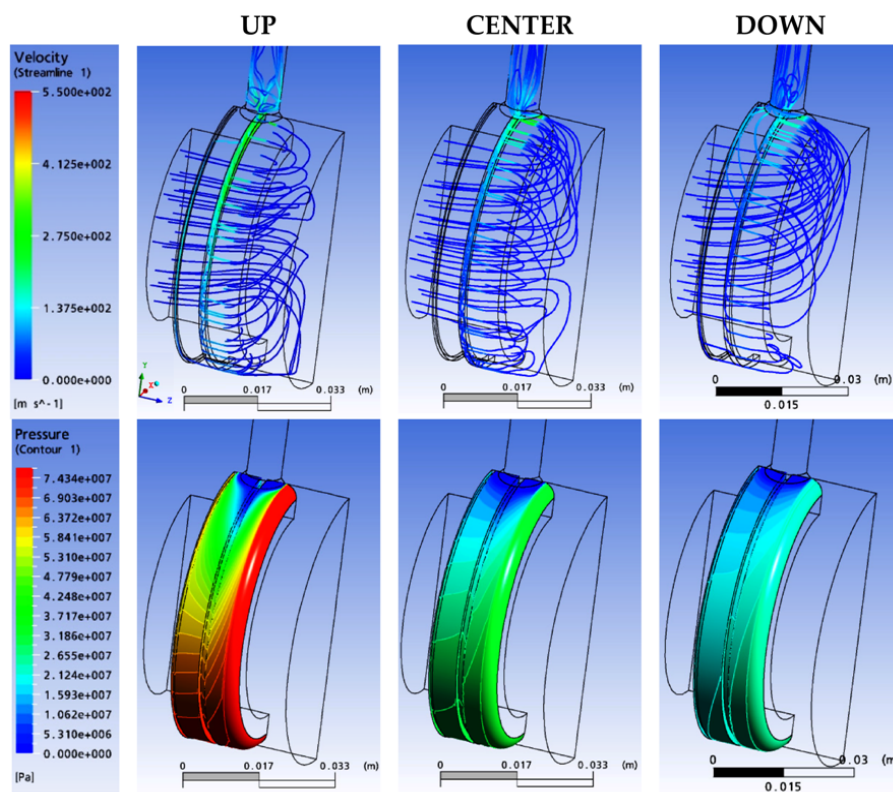 UP CENTER DOWN
Velocity
(Streamline 1)
5.500e+002
4.125e+002
2.750e+002
1.375e+002
0.000e+000
[m s^-1]
Y
X
Z
0 0.033 (m)
0.017
0 0.033 (m)
0.017
0 0.03 (m)
0.015
Pressure
(Contour 1)
7.434e+007
6.903e+007
6.372e+007
5.841e+007
5.310e+007
4.779e+007
4.248e+007
3.717e+007
3.186e+007
2.655e+007
2.124e+007
1.593e+007
1.062e+007
5.310e+006
0.000e+000
[Pa]
0 0.017 0.033 (m)
0 0.017 0.033 (m)
0 0.03 (m)
0.015